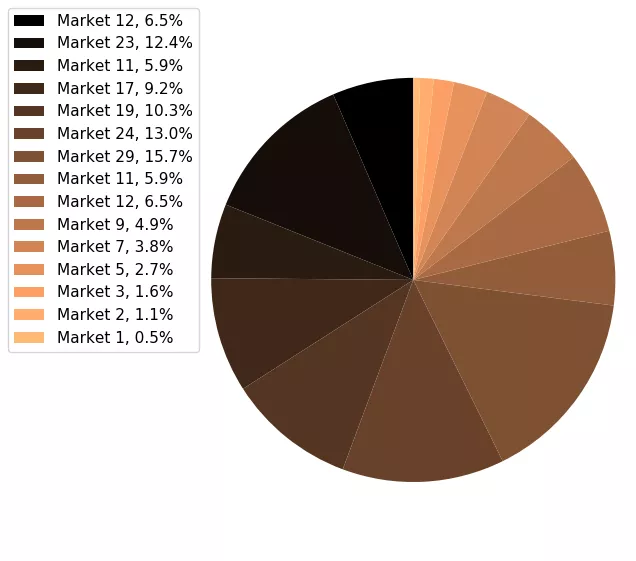 Market 12, 6.5%
Market 23, 12.4%
Market 11, 5.9%
Market 17, 9.2%
Market 19, 10.3%
Market 24, 13.0%
Market 29, 15.7%
Market 11, 5.9%
Market 12, 6.5%
Market 9, 4.9%
Market 7, 3.8%
Market 5, 2.7%
Market 3, 1.6%
Market 2, 1.1%
Market 1, 0.5%